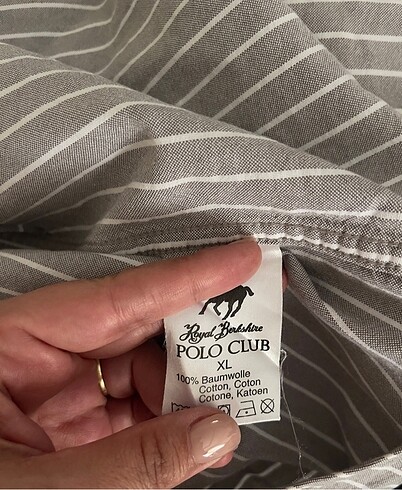 Royal Berkshire
POLO CLUB
XL
100% Baumwolle
Cotton, Coton
Cotone, Katoen